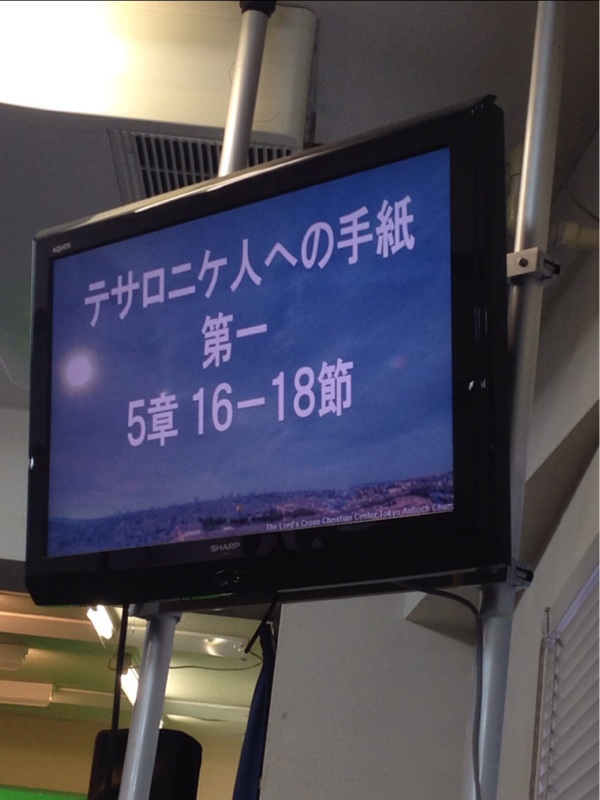 AQUOS
テサロニケ人への手紙
第一
5章 16－18節
The Lord's Cross Christian Center Tokyo Antioch Church
SHARP